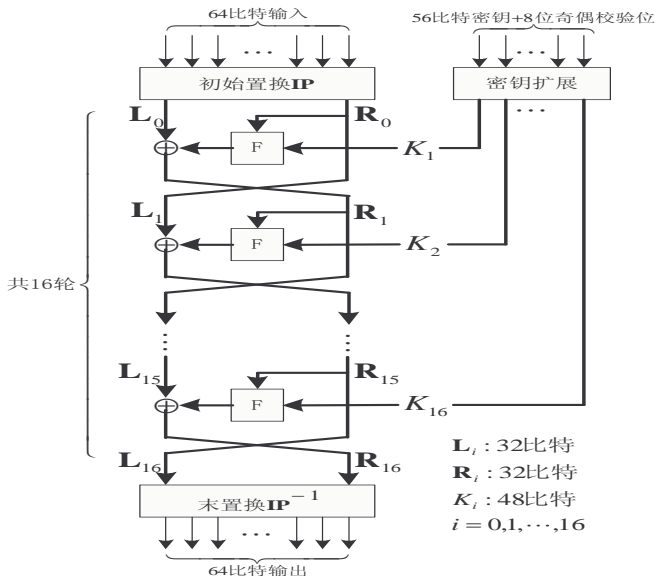 64比特输入
56比特密钥+8位奇偶校验位
···
···
初始置换IP
密钥扩展
···
L₀
R₀
F
K₁
L₁
R₁
F
K₂
共16轮
⋮
⋮
L₁₅
R₁₅
F
K₁₆
L₁₆
R₁₆
Lᵢ : 32比特
Rᵢ : 32比特
Kᵢ : 48比特
i = 0,1,···,16
末置换IP⁻¹
···
64比特输出